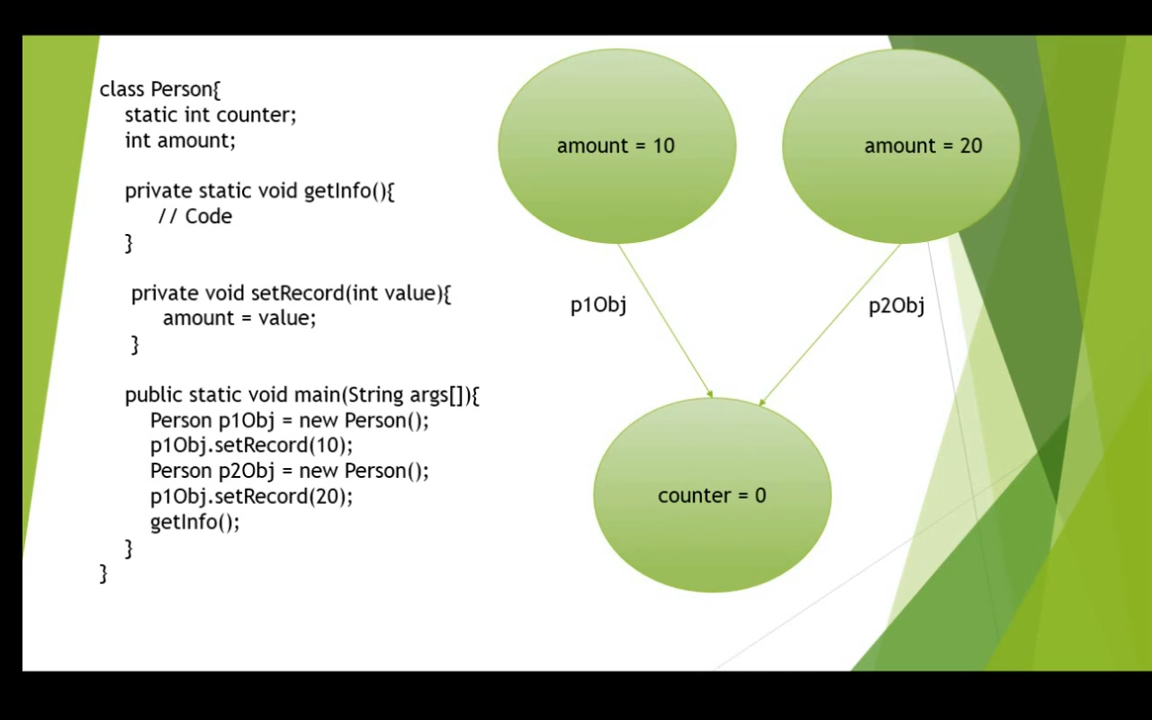 class Person{
static int counter;
int amount;
private static void getInfo(){
// Code
}
private void setRecord(int value){
amount = value;
}
public static void main(String args[]){
Person p1Obj = new Person();
p1Obj.setRecord(10);
Person p2Obj = new Person();
p1Obj.setRecord(20);
getInfo();
}
}
amount = 10
amount = 20
p1Obj
p2Obj
counter = 0